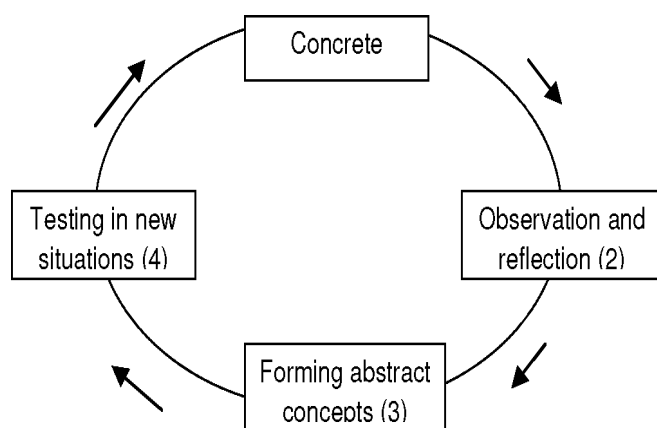 Concrete
Observation and
reflection (2)
Forming abstract
concepts (3)
Testing in new
situations (4)